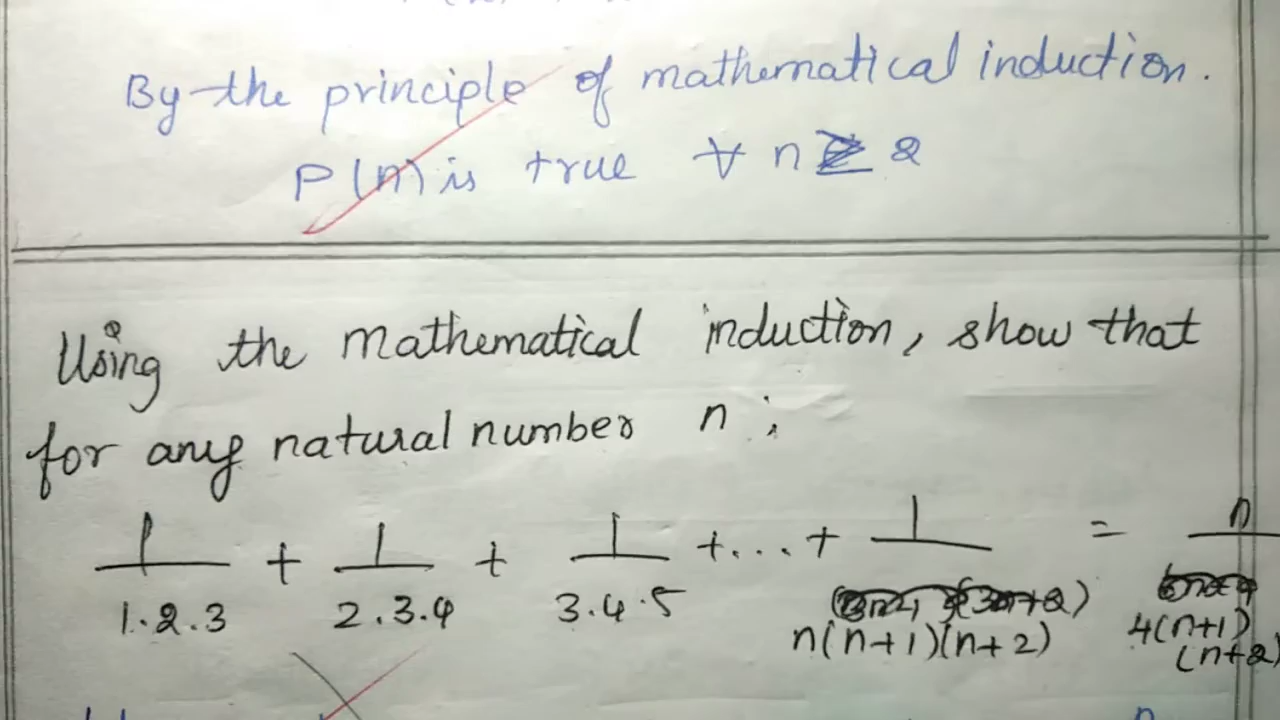 By the principle of mathematical induction.
P(n) is true ∀ n ≥ 2
Using the mathematical induction, show that
for any natural number n;
1/1.2.3 + 1/2.3.4 + 1/3.4.5 +...+ 1/n(n+1)(n+2) = n/4(n+1)(n+2)